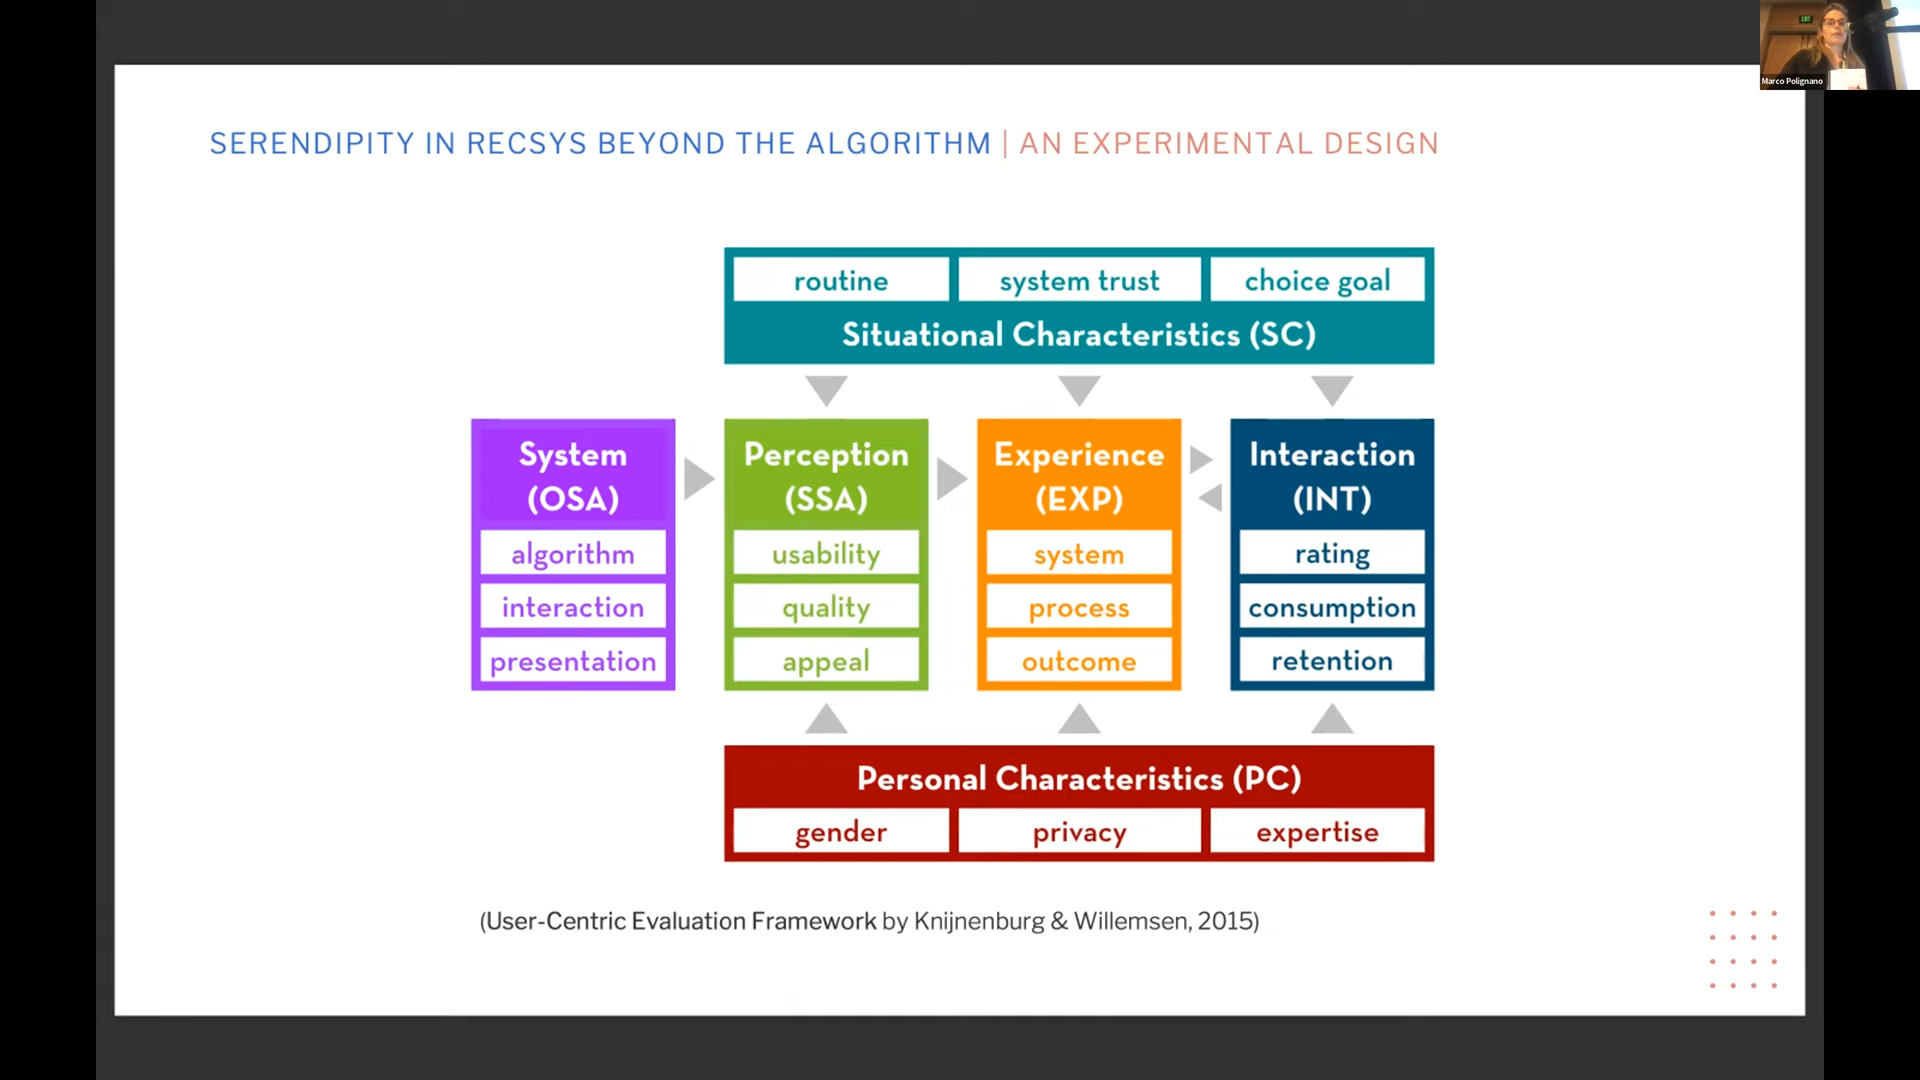 SERENDIPITY IN RECSYS BEYOND THE ALGORITHM | AN EXPERIMENTAL DESIGN
EXIT
Marco Polignano
routine
system trust
choice goal
Situational Characteristics (SC)
System
(OSA)
algorithm
interaction
presentation
Perception
(SSA)
usability
quality
appeal
Experience
(EXP)
system
process
outcome
Interaction
(INT)
rating
consumption
retention
Personal Characteristics (PC)
gender
privacy
expertise
(User-Centric Evaluation Framework by Knijnenburg & Willemsen, 2015)